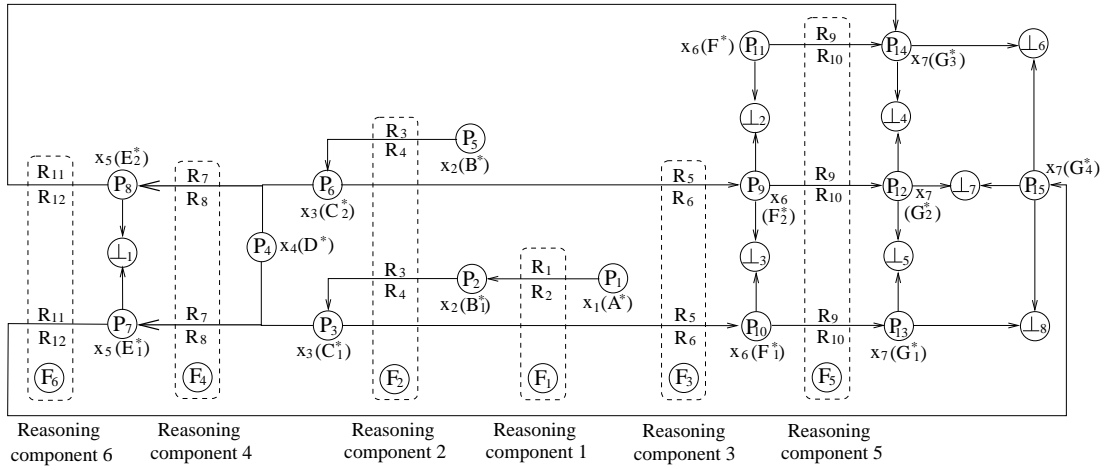 P₁₁ R₉ P₁₄ ⊥₆
x₆(F*) R₁₀ x₇(G₃*)
⊥₂ ⊥₄
R₃ P₅
R₄ x₂(B*)
x₅(E₂*)
R₁₁ P₈ R₇ P₆ R₅ P₉ R₉ P₁₂ ⊥₇ P₁₅ x₇(G₄*)
R₁₂ R₈ x₃(C₂*) R₆ x₆(F₂*) R₁₀ x₇(G₂*)
⊥₁ P₄ x₄(D*) ⊥₃ ⊥₅
R₃ P₂ R₁ P₁
R₄ x₂(B₁*) R₂ x₁(A*)
R₁₁ P₇ R₇ P₃ R₅ P₁₀ R₉ P₁₃ ⊥₈
R₁₂ x₅(E₁*) R₈ x₃(C₁*) R₆ x₆(F₁*) R₁₀ x₇(G₁*)
F₆ F₄ F₂ F₁ F₃ F₅
Reasoning component 6
Reasoning component 4
Reasoning component 2
Reasoning component 1
Reasoning component 3
Reasoning component 5